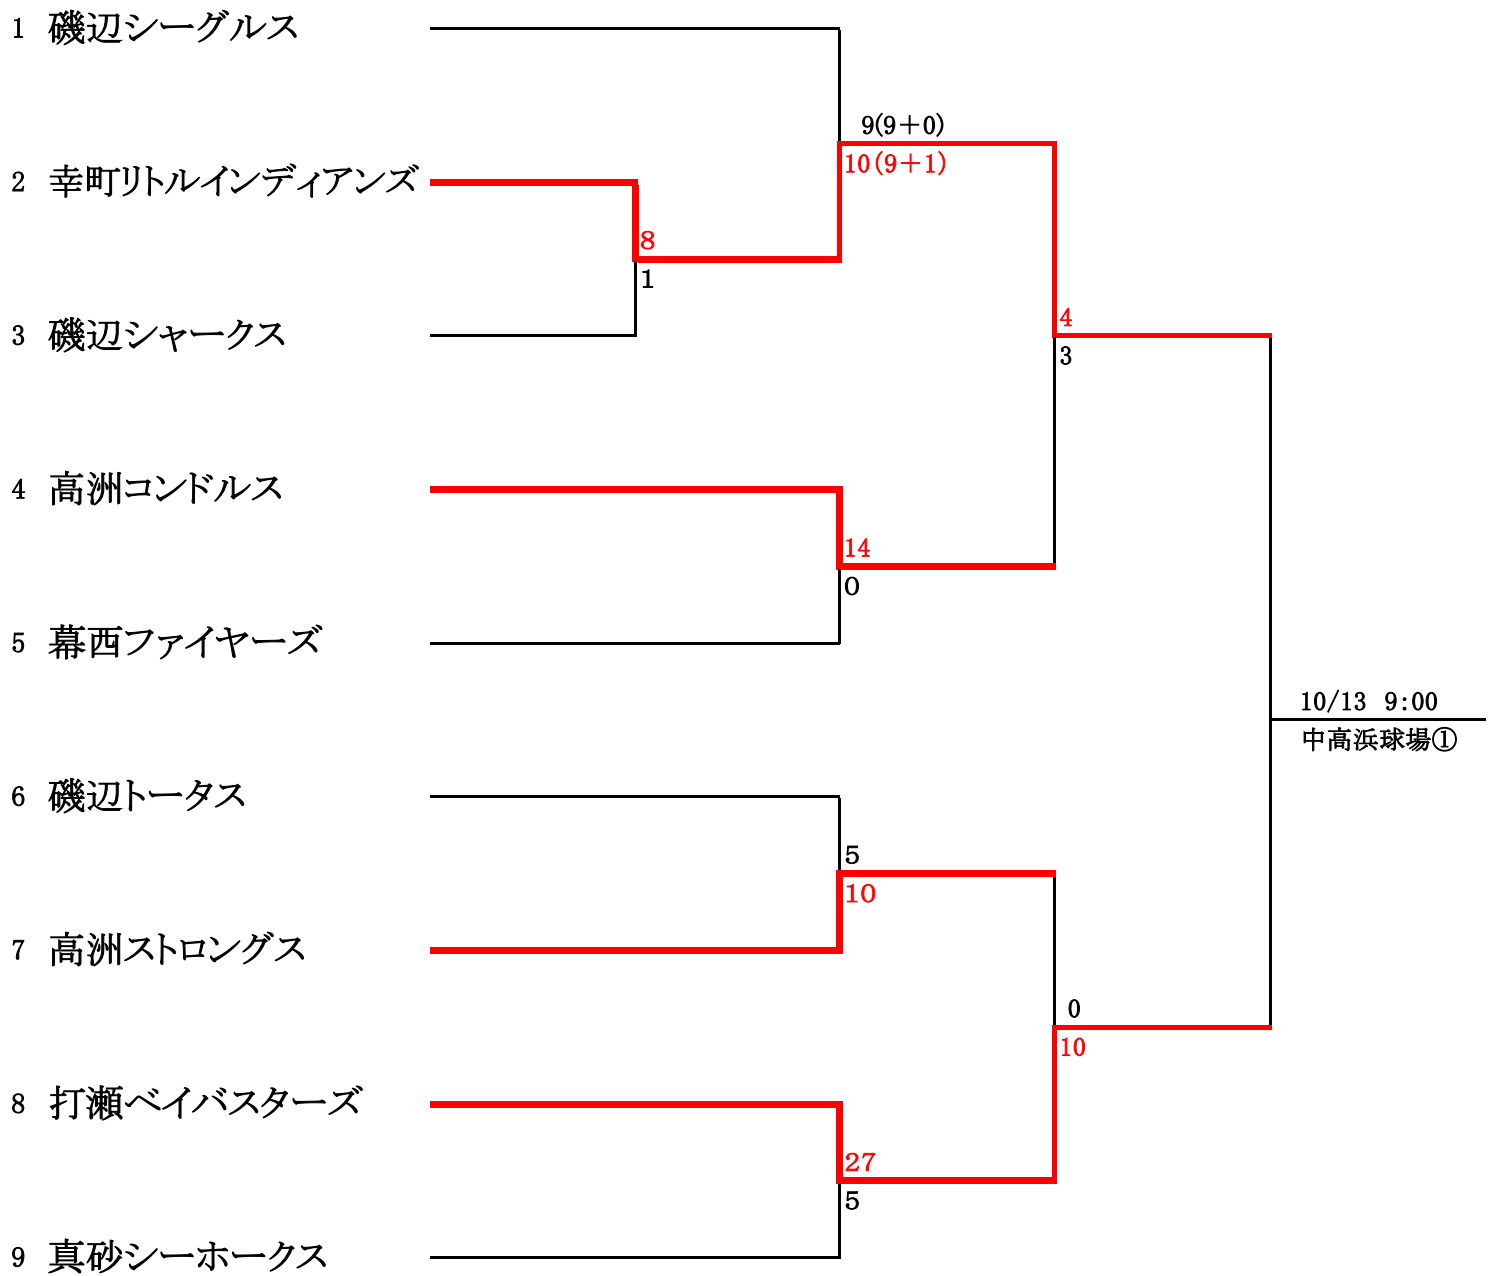 1 磯辺シーグルス
9(9＋0)
10(9＋1)
2 幸町リトルインディアンズ
8
1
3 磯辺シャークス
4
3
4 高洲コンドルス
14
0
5 幕西ファイヤーズ
10/13 9:00
中高浜球場①
6 磯辺トータス
5
10
7 高洲ストロングス
0
10
8 打瀬ベイバスターズ
27
5
9 真砂シーホークス